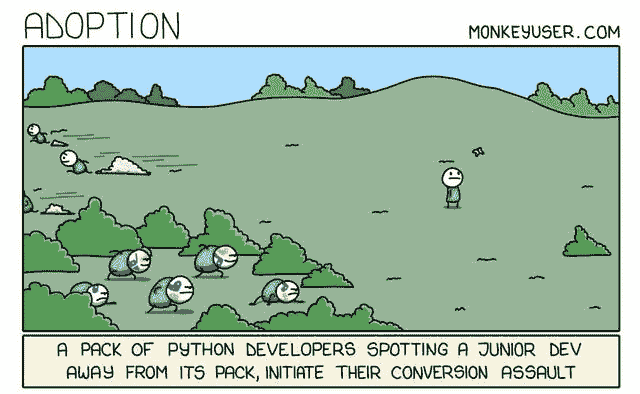 ADOPTION
MONKEYUSER.COM
A PACK OF PYTHON DEVELOPERS SPOTTING A JUNIOR DEV
AWAY FROM ITS PACK, INITIATE THEIR CONVERSION ASSAULT